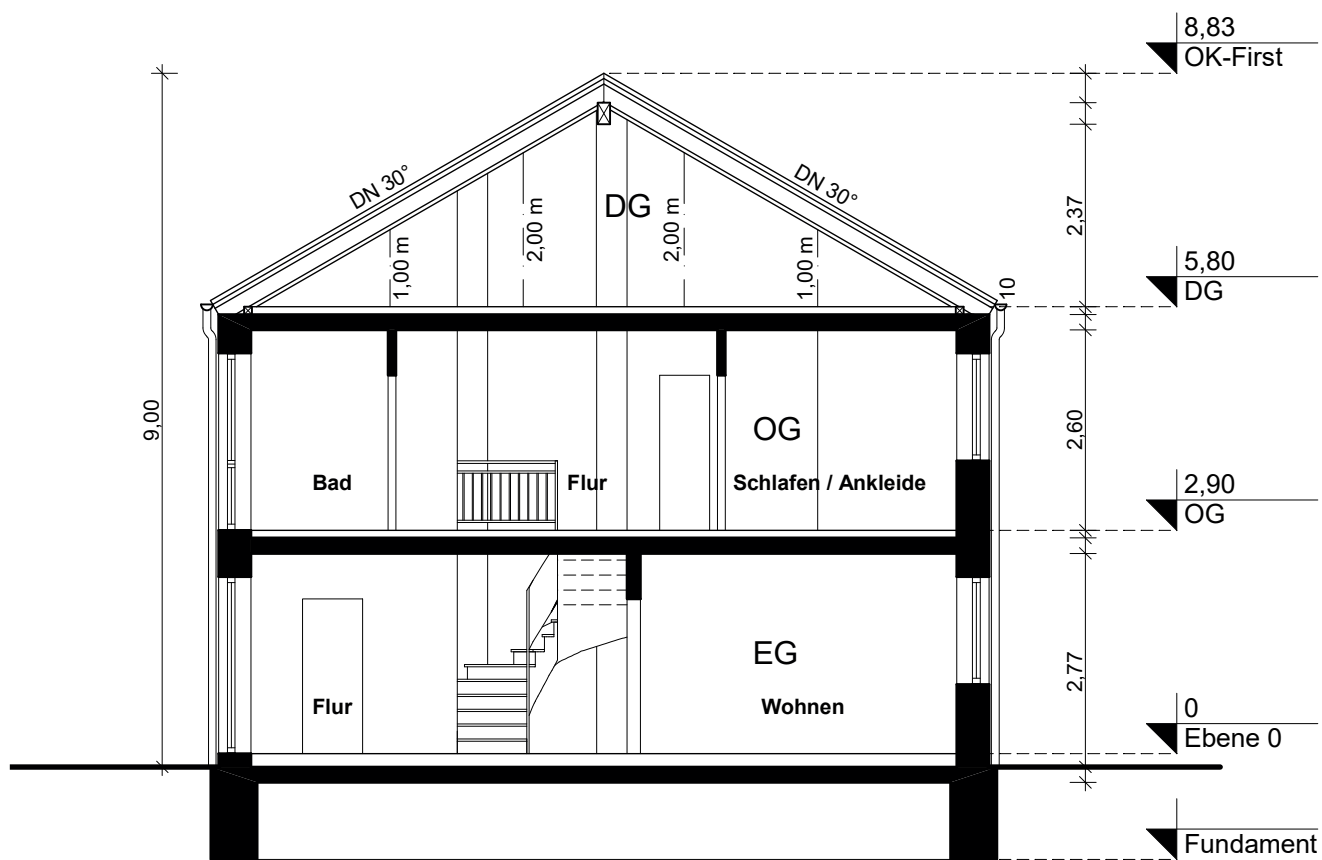 8,83
OK-First
DN 30°
DN 30°
DG
2,37
1,00 m
2,00 m
2,00 m
1,00 m
10
5,80
DG
9,00
OG
2,60
Bad
Flur
Schlafen / Ankleide
2,90
OG
EG
2,77
Flur
Wohnen
0
Ebene 0
Fundament